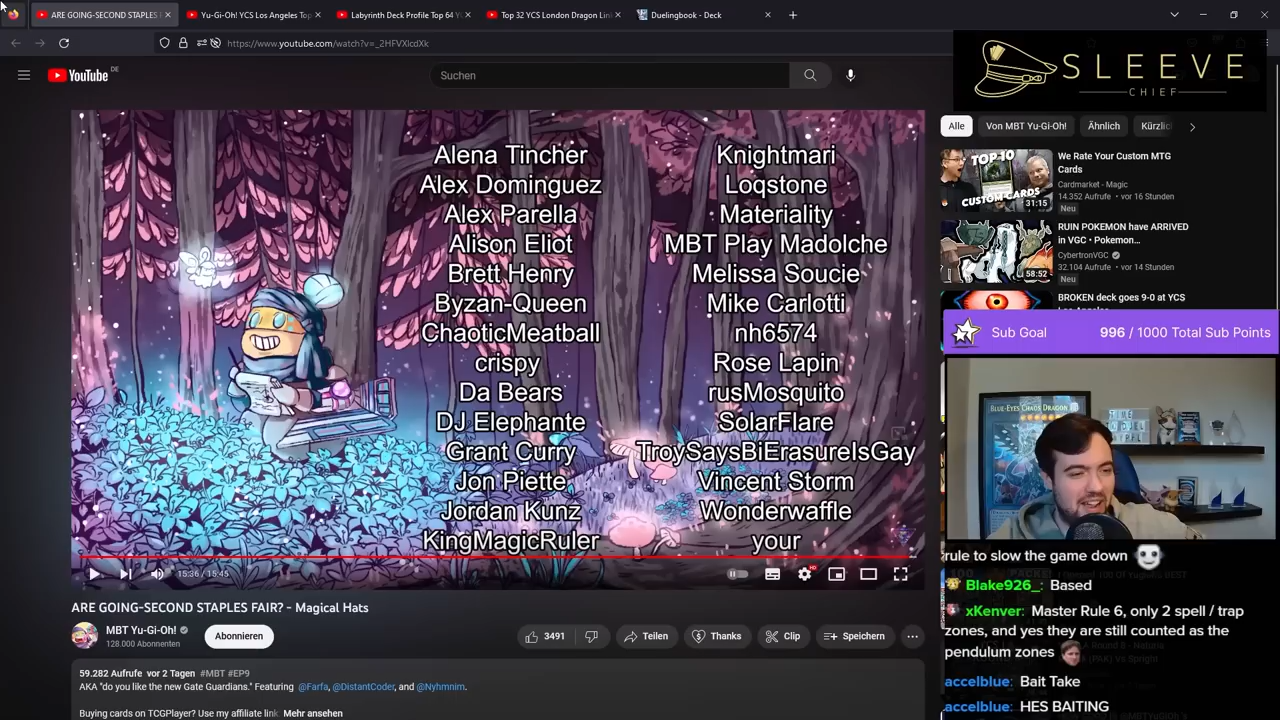 ARE GOING-SECOND STAPLES
Yu-Gi-Oh! YCS Los Angeles Top
Labyrinth Deck Profile Top 64
Top 32 YCS London Dragon Lin
Duelingbook - Deck
https://www.youtube.com/watch?v=_2HFVXlcdXk
YouTube DE
Suchen
SLEEVE
CHIEF
Alle
Von MBT Yu-Gi-Oh!
Ähnlich
Kürzlic
Alena Tincher
Alex Dominguez
Alex Parella
Alison Eliot
Brett Henry
Byzan-Queen
ChaoticMeatball
crispy
Da Bears
DJ Elephante
Grant Curry
Jon Piette
Jordan Kunz
KingMagicRuler
Knightmari
Loqstone
Materiality
MBT Play Madolche
Melissa Soucie
Mike Carlotti
nh6574
Rose Lapin
rusMosquito
SolarFlare
TroySaysBiErasureIsGay
Vincent Storm
Wonderwaffle
your
15:36 / 15:45
HD
ARE GOING-SECOND STAPLES FAIR? - Magical Hats
MBT Yu-Gi-Oh!
128.000 Abonnenten
Abonnieren
3491
Teilen
Thanks
Clip
Speichern
59.282 Aufrufe vor 2 Tagen #MBT #EP9
AKA "do you like the new Gate Guardians." Featuring @Farfa, @DistantCoder, and @Nyhmnim.
Buying cards on TCGPlayer? Use my affiliate link Mehr ansehen
TOP 10
CUSTOM CARDS
31:15
We Rate Your Custom MTG
Cards
Cardmarket - Magic
14.352 Aufrufe • vor 16 Stunden
Neu
58:52
RUIN POKEMON have ARRIVED
in VGC • Pokemon...
CybertronVGC
32.104 Aufrufe • vor 14 Stunden
Neu
BROKEN deck goes 9-0 at YCS
Sub Goal
996 / 1000 Total Sub Points
BLUE-EYES CHAOS DRAGON
rule to slow the game down
Blake926_: Based
xKenver: Master Rule 6, only 2 spell / trap
zones, and yes they are still counted as the
pendulum zones
accelblue: Bait Take
accelblue: HES BAITING